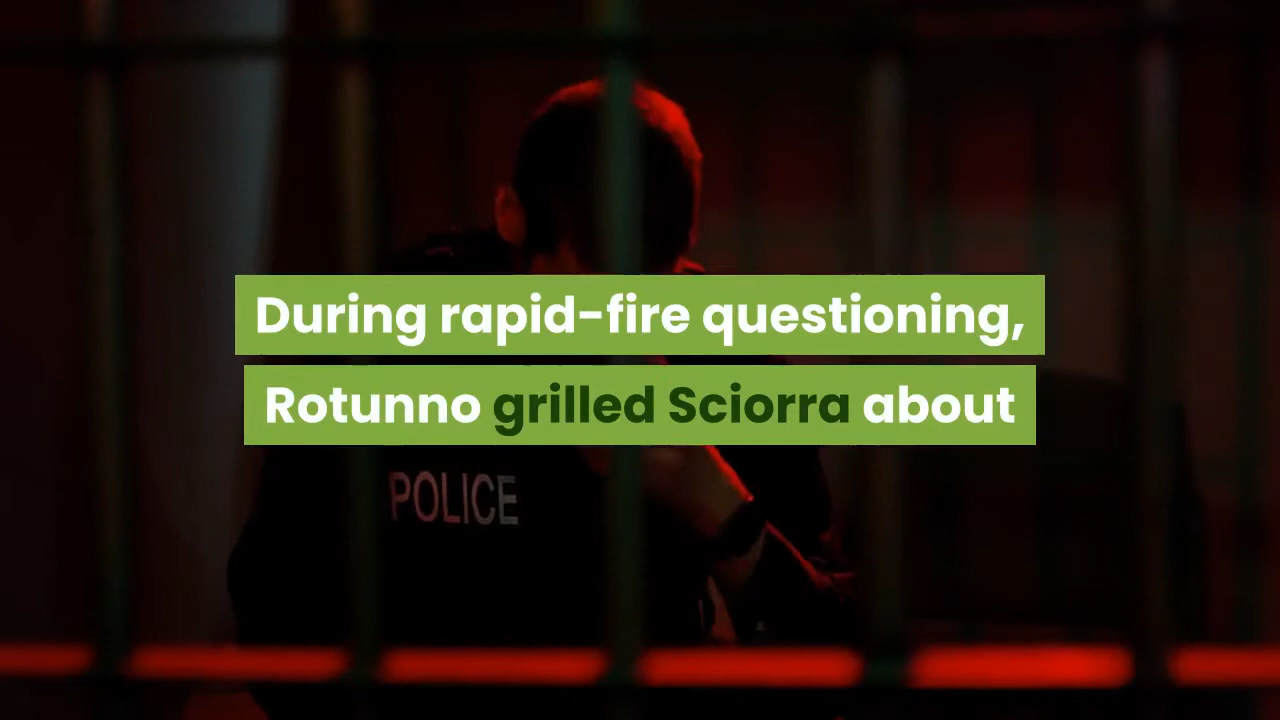 During rapid-fire questioning,
Rotunno grilled Sciorra about
POLICE